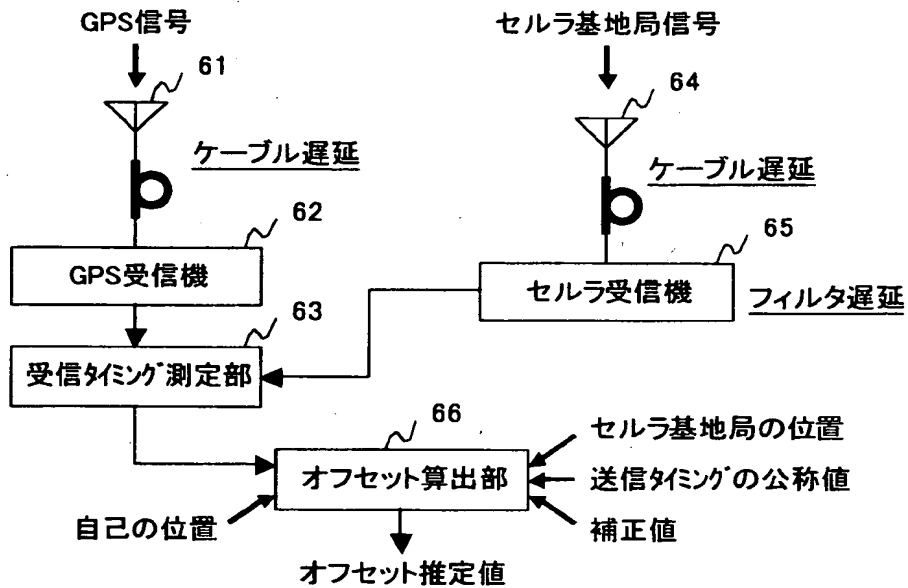 GPS信号
セルラ基地局信号
61
64
ケーブル遅延
ケーブル遅延
62
65
GPS受信機
セルラ受信機
フィルタ遅延
63
受信タイミング測定部
66
セルラ基地局の位置
オフセット算出部
送信タイミングの公称値
自己の位置
補正値
オフセット推定値